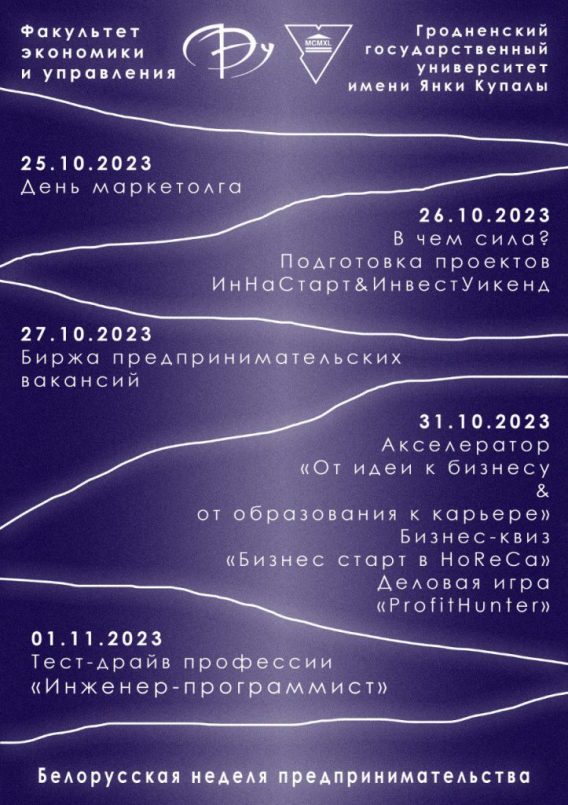 Факультет
экономики
и управления
ФЭУ
MCMXL
Гродненский
государственный
университет
имени Янки Купалы
25.10.2023
День маркетолга
26.10.2023
В чем сила?
Подготовка проектов
ИнНаСтарт&ИнвестУикенд
27.10.2023
Биржа предпринимательских
вакансий
31.10.2023
Акселератор
«От идеи к бизнесу
&
от образования к карьере»
Бизнес-квиз
«Бизнес старт в HoReCa»
Деловая игра
«ProfitHunter»
01.11.2023
Тест-драйв профессии
«Инженер-программист»
Белорусская неделя предпринимательства